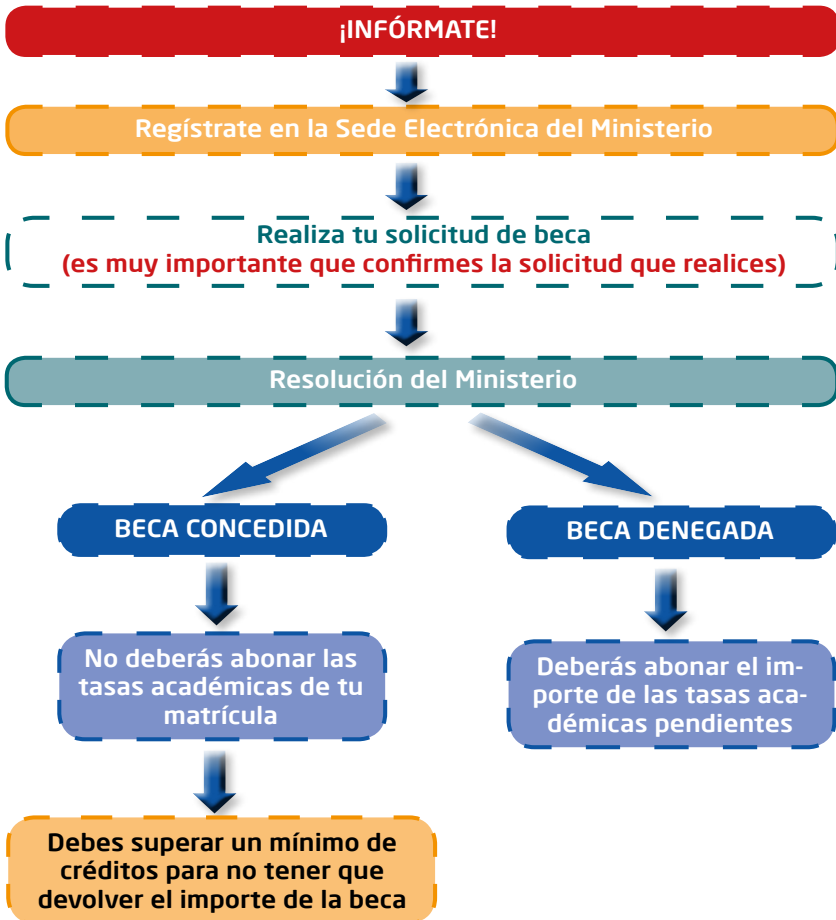 ¡INFÓRMATE!
Regístrate en la Sede Electrónica del Ministerio
Realiza tu solicitud de beca
(es muy importante que confirmes la solicitud que realices)
Resolución del Ministerio
BECA CONCEDIDA
BECA DENEGADA
No deberás abonar las
tasas académicas de tu
matrícula
Deberás abonar el im-
porte de las tasas aca-
démicas pendientes
Debes superar un mínimo de
créditos para no tener que
devolver el importe de la beca